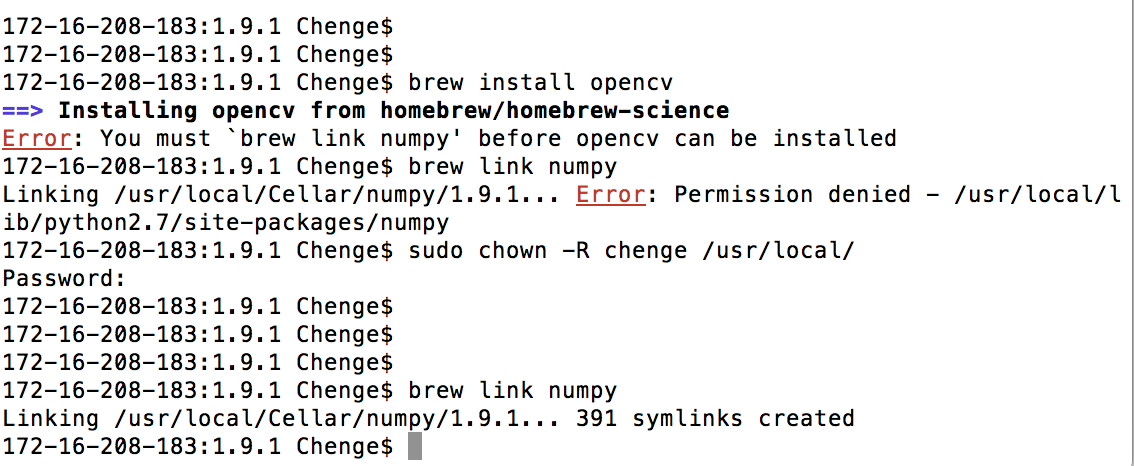 172-16-208-183:1.9.1 Chenge$
172-16-208-183:1.9.1 Chenge$
172-16-208-183:1.9.1 Chenge$ brew install opencv
==> Installing opencv from homebrew/homebrew-science
Error: You must `brew link numpy' before opencv can be installed
172-16-208-183:1.9.1 Chenge$ brew link numpy
Linking /usr/local/Cellar/numpy/1.9.1... Error: Permission denied - /usr/local/l
ib/python2.7/site-packages/numpy
172-16-208-183:1.9.1 Chenge$ sudo chown -R chenge /usr/local/
Password:
172-16-208-183:1.9.1 Chenge$
172-16-208-183:1.9.1 Chenge$
172-16-208-183:1.9.1 Chenge$
172-16-208-183:1.9.1 Chenge$ brew link numpy
Linking /usr/local/Cellar/numpy/1.9.1... 391 symlinks created
172-16-208-183:1.9.1 Chenge$